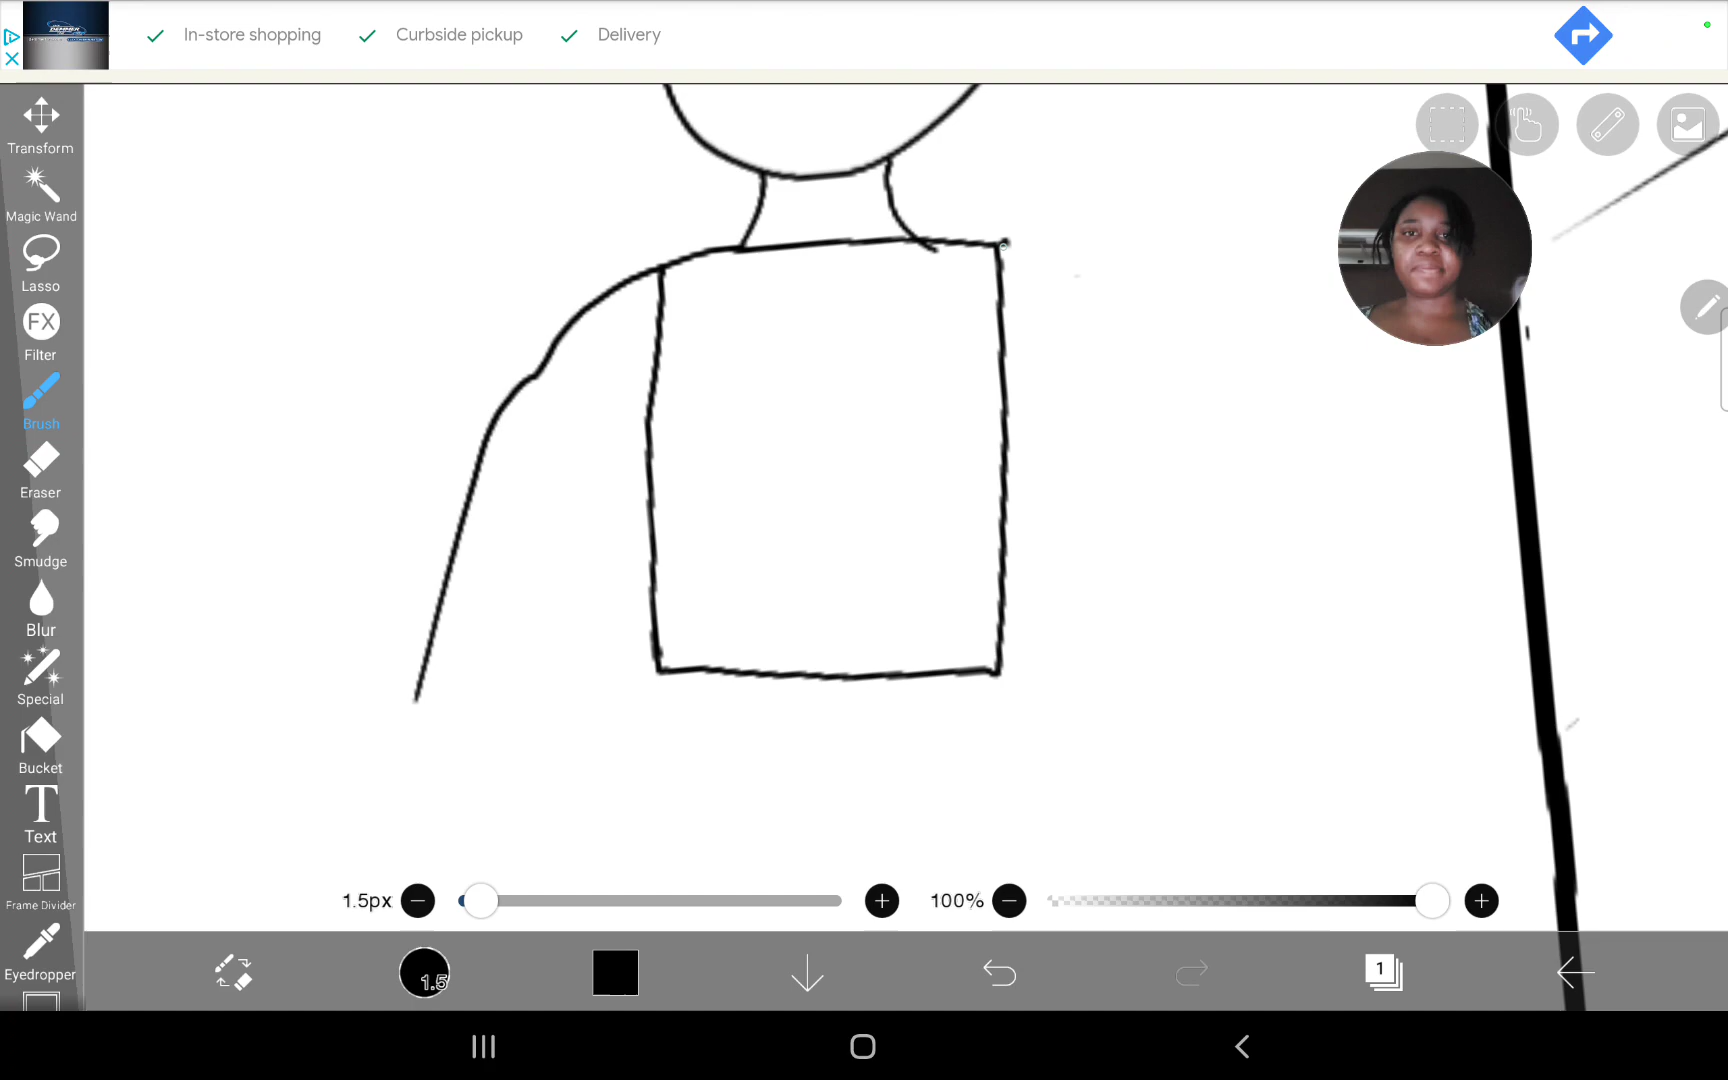 In-store shopping
Curbside pickup
Delivery
Transform
Magic Wand
Lasso
FX
Filter
Brush
Eraser
Smudge
Blur
Special
Bucket
T
Text
Frame Divider
Eyedropper
1.5px
100%
1.5
1